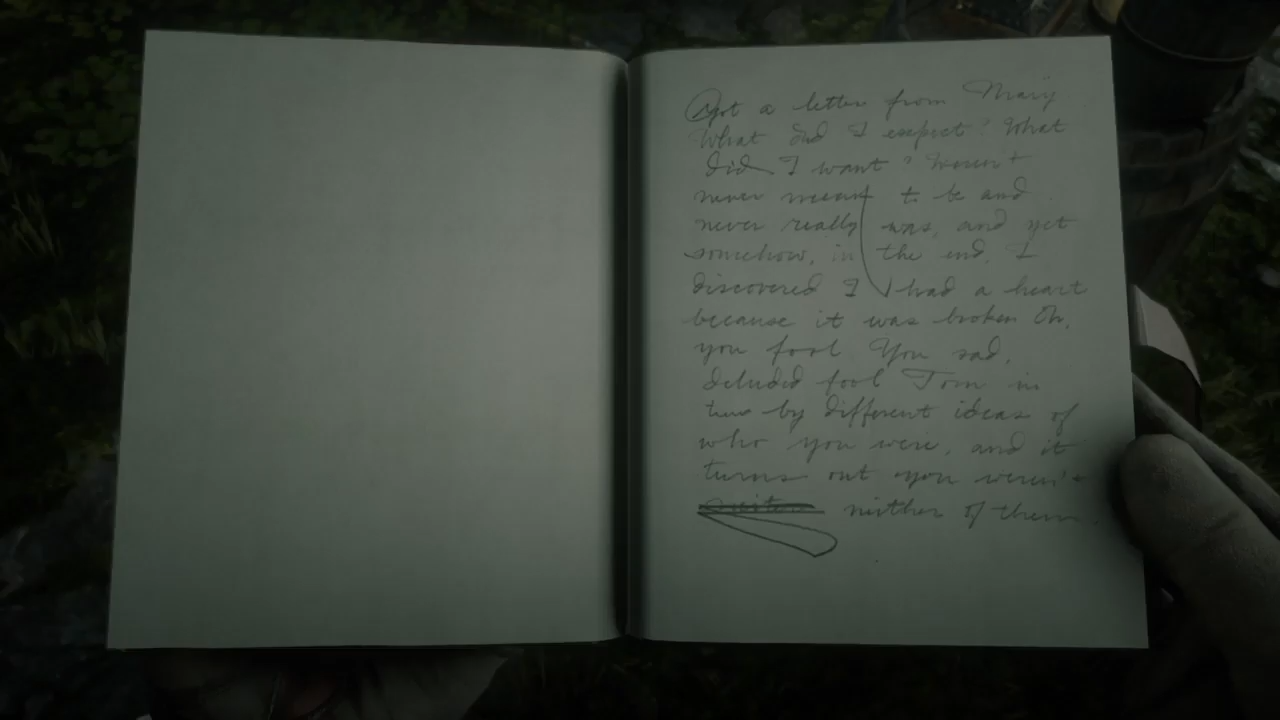 Got a letter from Mary
What did I expect? What
did I want? Weren't
never meant to be and
never really was, and yet
somehow, in the end, I
discovered I had a heart
because it was broken Oh,
you fool You sad,
deluded fool Torn in
two by different ideas of
who you were, and it
turns out you weren't
neither of them.